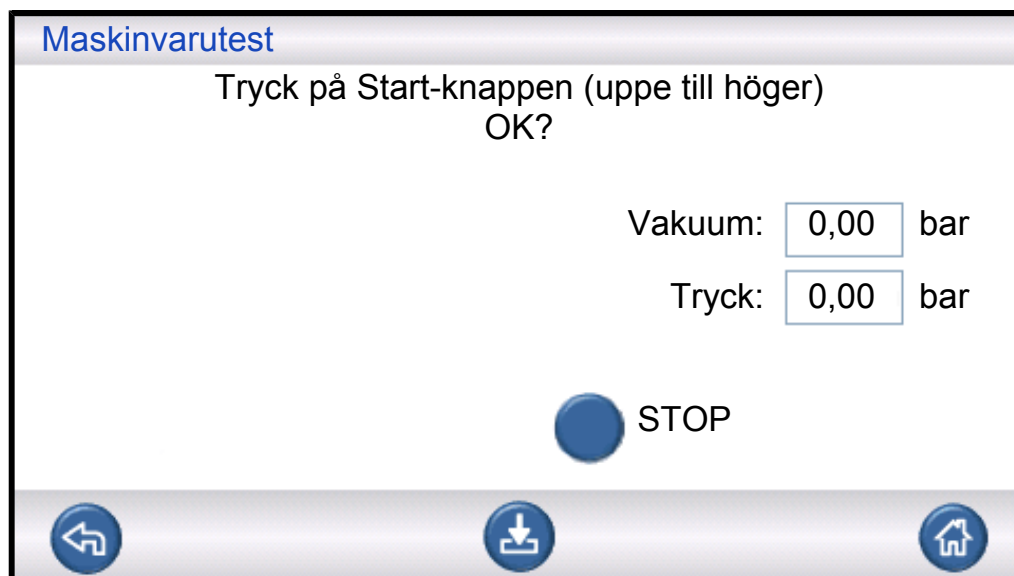 Maskinvarutest
Tryck på Start-knappen (uppe till höger)
OK?
Vakuum: 0,00 bar
Tryck: 0,00 bar
STOP